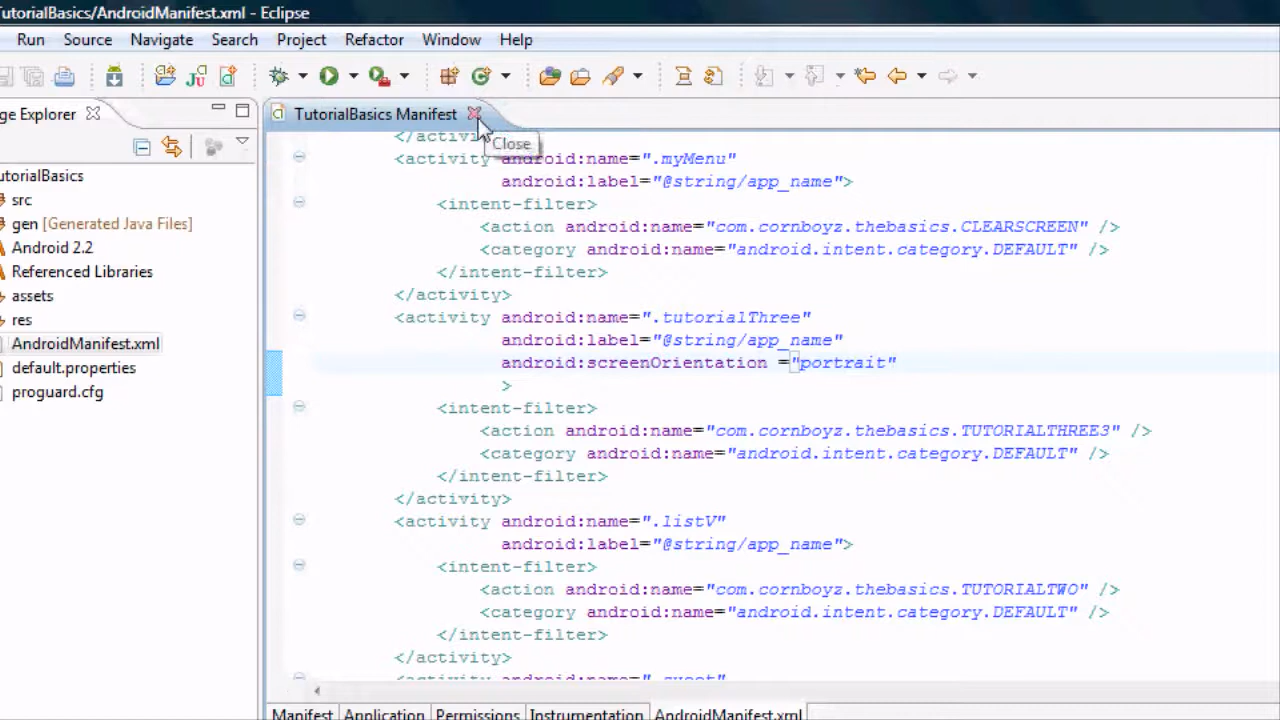 TutorialBasics/AndroidManifest.xml - Eclipse
Run Source Navigate Search Project Refactor Window Help
ge Explorer
TutorialBasics Manifest
Close
utorialBasics
src
gen [Generated Java Files]
Android 2.2
Referenced Libraries
assets
res
AndroidManifest.xml
default.properties
proguard.cfg
</activi
<activity android:name=".myMenu"
android:label="@string/app_name">
<intent-filter>
<action android:name="com.cornboyz.thebasics.CLEARSCREEN" />
<category android:name="android.intent.category.DEFAULT" />
</intent-filter>
</activity>
<activity android:name=".tutorialThree"
android:label="@string/app_name"
android:screenOrientation ="portrait"
>
<intent-filter>
<action android:name="com.cornboyz.thebasics.TUTORIALTHREE3" />
<category android:name="android.intent.category.DEFAULT" />
</intent-filter>
</activity>
<activity android:name=".listV"
android:label="@string/app_name">
<intent-filter>
<action android:name="com.cornboyz.thebasics.TUTORIALTWO" />
<category android:name="android.intent.category.DEFAULT" />
</intent-filter>
</activity>
<activity android:name=".sweet"
Manifest Application Permissions Instrumentation AndroidManifest.xml